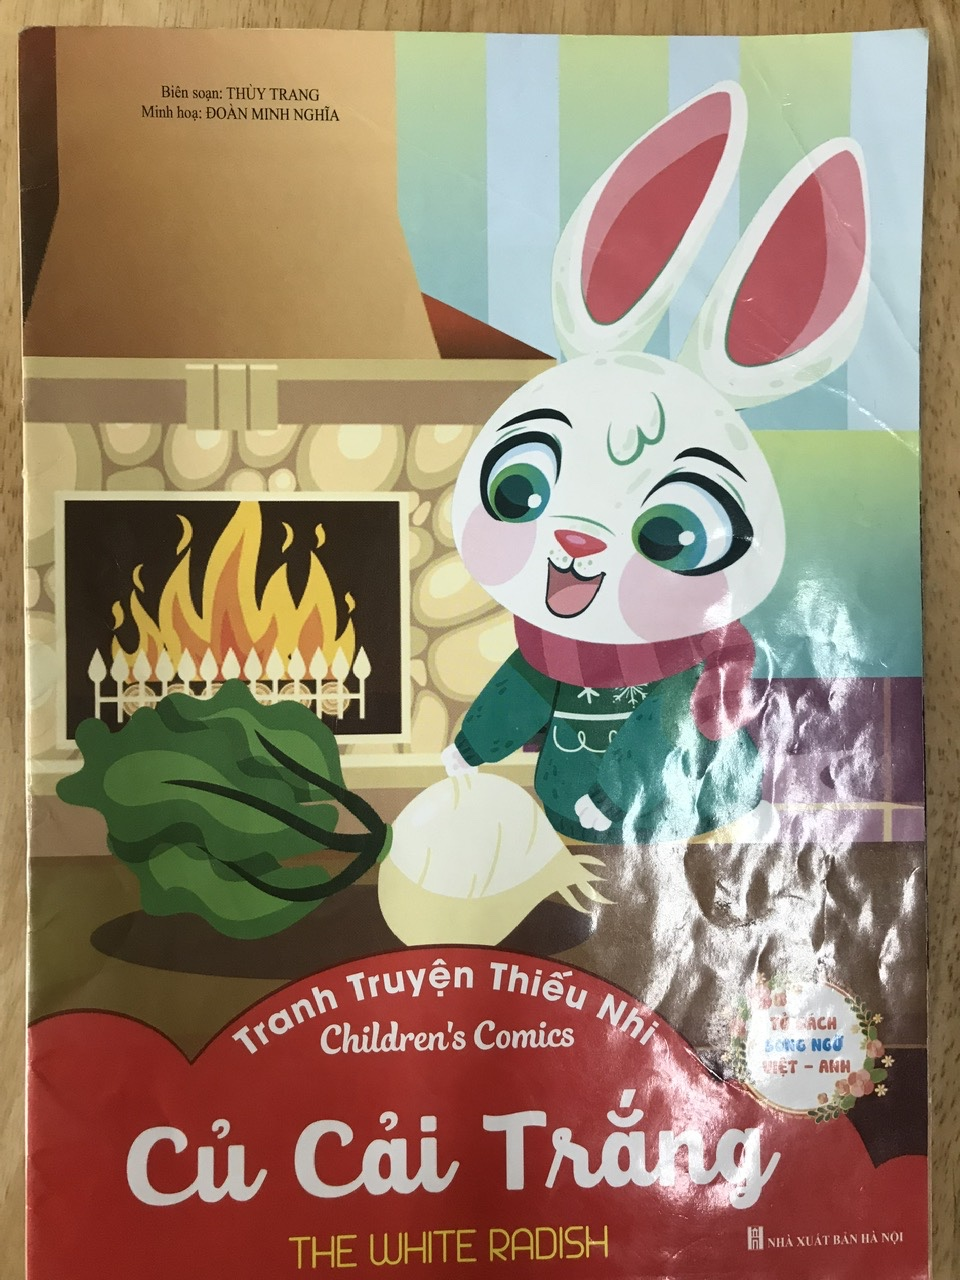 Biên soạn: THÙY TRANG
Minh hoạ: ĐOÀN MINH NGHĨA
Tranh Truyện Thiếu Nhi
Children's Comics
TỦ SÁCH
SONG NGỮ
VIỆT - ANH
Củ Cải Trắng
THE WHITE RADISH
NHÀ XUẤT BẢN HÀ NỘI